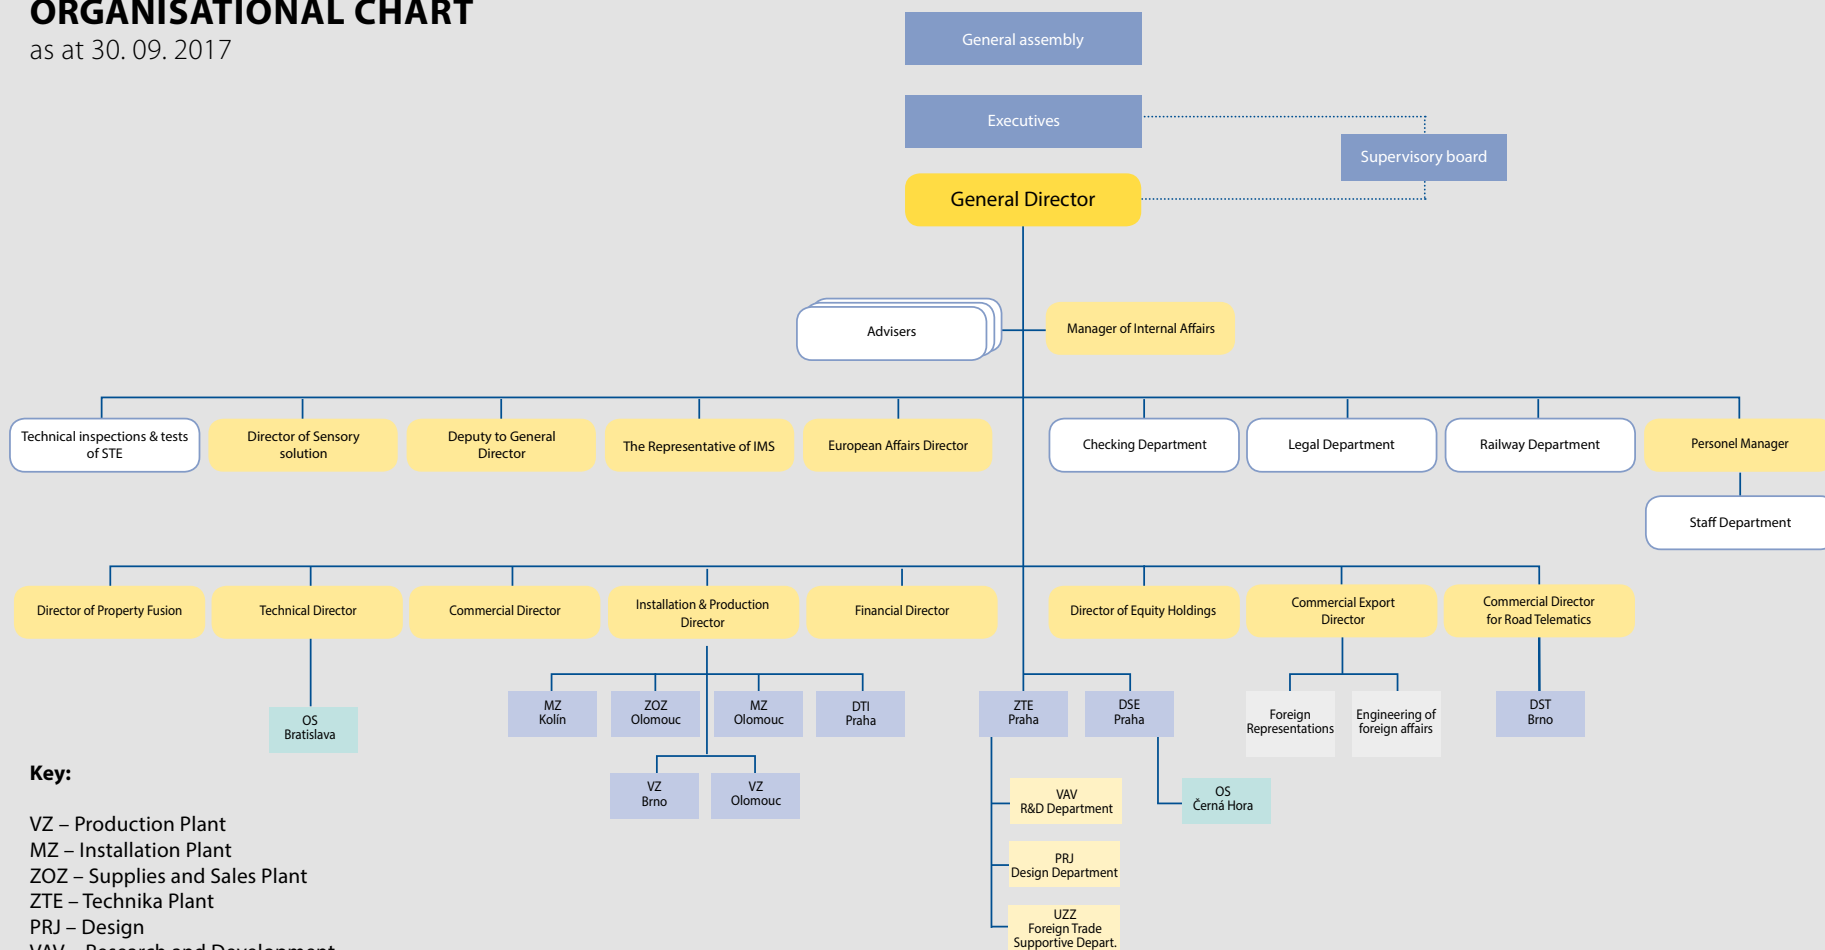 ORGANISATIONAL CHART
as at 30. 09. 2017
General assembly
Executives
Supervisory board
General Director
Advisers
Manager of Internal Affairs
Technical inspections & tests
of STE
Director of Sensory
solution
Deputy to General
Director
The Representative of IMS
European Affairs Director
Checking Department
Legal Department
Railway Department
Personel Manager
Staff Department
Director of Property Fusion
Technical Director
Commercial Director
Installation & Production
Director
Financial Director
Director of Equity Holdings
Commercial Export
Director
Commercial Director
for Road Telematics
OS
Bratislava
MZ
Kolín
ZOZ
Olomouc
MZ
Olomouc
DTI
Praha
ZTE
Praha
DSE
Praha
Foreign
Representations
Engineering of
foreign affairs
DST
Brno
VZ
Brno
VZ
Olomouc
VAV
R&D Department
OS
Černá Hora
PRJ
Design Department
UZZ
Foreign Trade
Supportive Depart.
Key:
VZ – Production Plant
MZ – Installation Plant
ZOZ – Supplies and Sales Plant
ZTE – Technika Plant
PRJ – Design
VAV – Research and Development